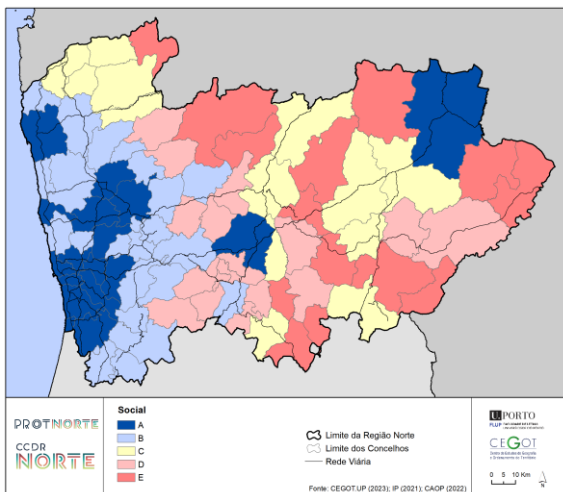 PROTNORTE
CCDR
NORTE
Social
A
B
C
D
E
Limite da Região Norte
Limite dos Concelhos
Rede Viária
Fonte: CEGOT.UP (2023); IP (2021); CAOP (2022)
U.PORTO
FLUP
CEGOT
0 5 10 Km
N